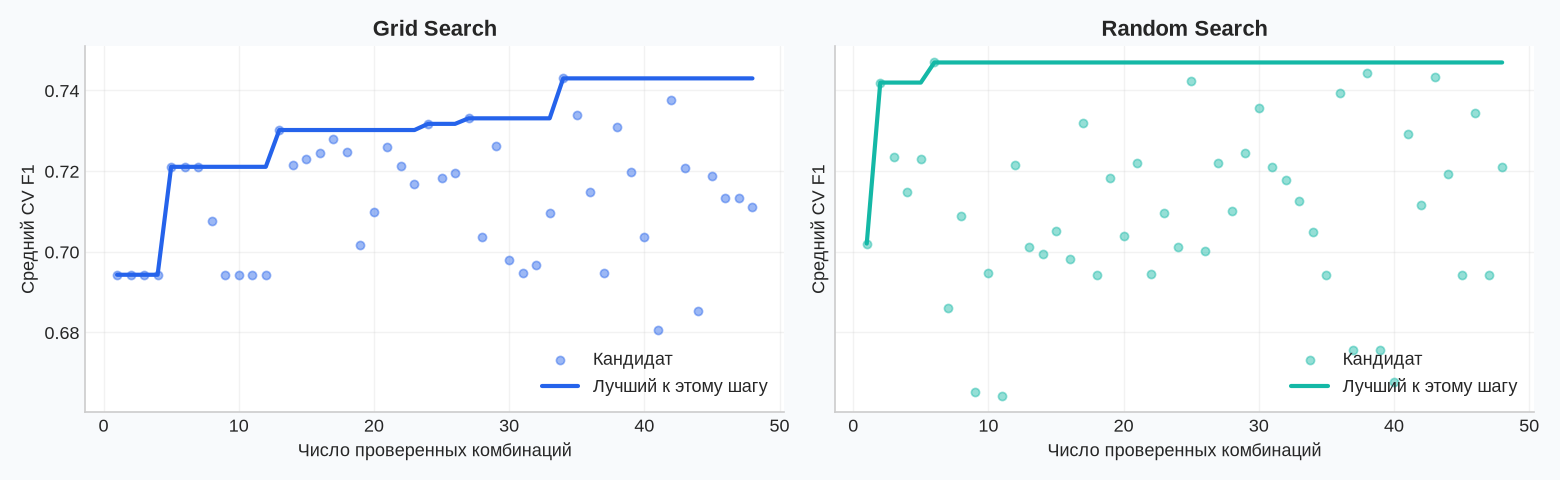 Grid Search
Средний CV F1
0.74
0.72
0.70
0.68
Кандидат
Лучший к этому шагу
0 10 20 30 40 50
Число проверенных комбинаций
Random Search
Средний CV F1
Кандидат
Лучший к этому шагу
0 10 20 30 40 50
Число проверенных комбинаций